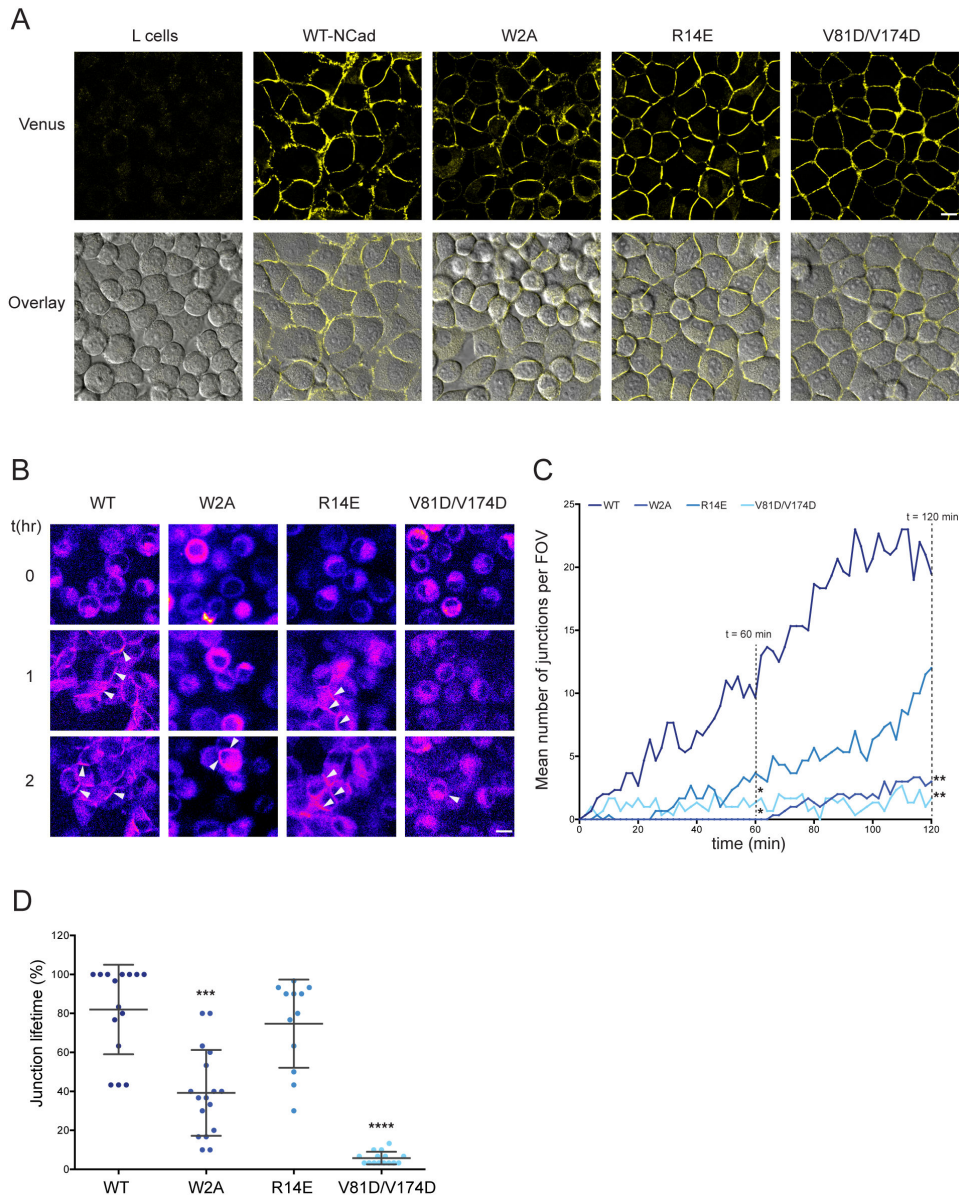 A
L cells WT-NCad W2A R14E V81D/V174D
Venus
Overlay
B
WT W2A R14E V81D/V174D
t(hr)
0
1
2
C
WT W2A R14E V81D/V174D
25
20
15
10
5
0
Mean number of junctions per FOV
t = 120 min
t = 60 min
*
*
**
**
0 20 40 60 80 100 120
time (min)
D
120
100
80
60
40
20
0
Junction lifetime (%)
***
****
WT W2A R14E V81D/V174D